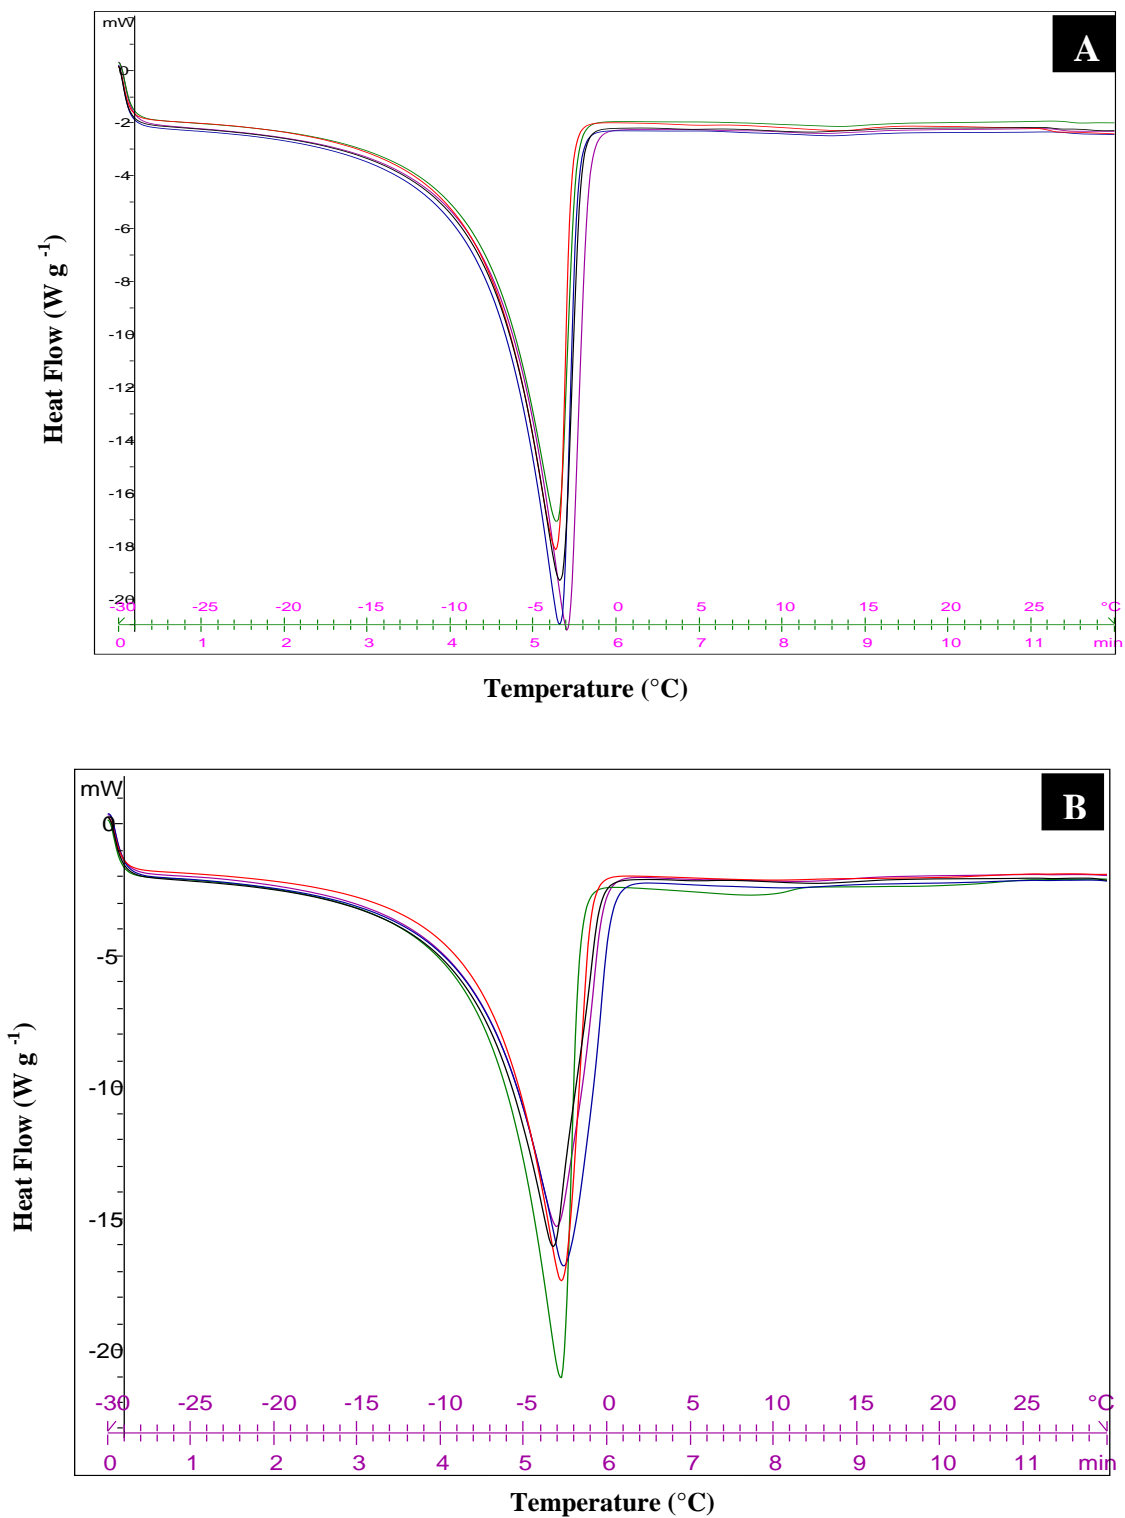 mW
A
0
-2
-4
-6
-8
-10
-12
-14
-16
-18
-20
Heat Flow (W g -1)
-30 -25 -20 -15 -10 -5 0 5 10 15 20 25 °C
0 1 2 3 4 5 6 7 8 9 10 11 min
Temperature (°C)
mW
B
0
-5
-10
-15
-20
Heat Flow (W g -1)
-30 -25 -20 -15 -10 -5 0 5 10 15 20 25 °C
0 1 2 3 4 5 6 7 8 9 10 11 min
Temperature (°C)